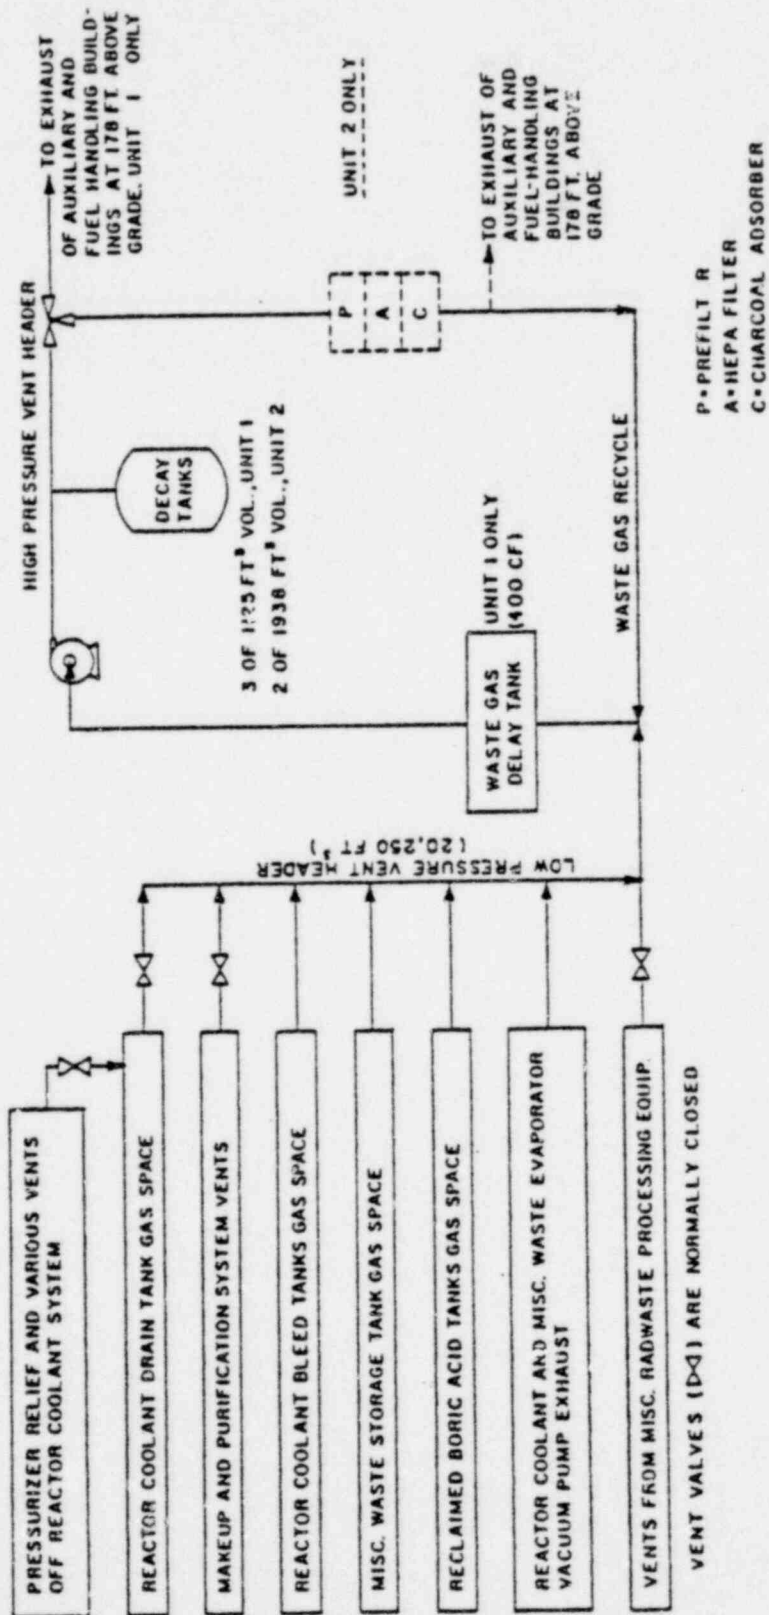 PRESSURIZER RELIEF AND VARIOUS VENTS
OFF REACTOR COOLANT SYSTEM
REACTOR COOLANT DRAIN TANK GAS SPACE
MAKEUP AND PURIFICATION SYSTEM VENTS
REACTOR COOLANT BLEED TANKS GAS SPACE
MISC. WASTE STORAGE TANK GAS SPACE
RECLAIMED BORIC ACID TANKS GAS SPACE
REACTOR COOLANT AND MISC. WASTE EVAPORATOR
VACUUM PUMP EXHAUST
VENTS FROM MISC. RADWASTE PROCESSING EQUIP.
VENT VALVES (⋈) ARE NORMALLY CLOSED
LOW PRESSURE VENT HEADER
(20,250 FT³)
HIGH PRESSURE VENT HEADER
DECAY
TANKS
3 OF FT³ VOL., UNIT 1
2 OF 1938 FT³ VOL., UNIT 2
WASTE GAS
DELAY TANK
UNIT 1 ONLY
(400 CF)
WASTE GAS RECYCLE
TO EXHAUST
OF AUXILIARY AND
FUEL HANDLING BUILD-
INGS AT 178 FT. ABOVE
GRADE. UNIT 1 ONLY
UNIT 2 ONLY
P
A
C
TO EXHAUST OF
AUXILIARY AND
FUEL-HANDLING
BUILDINGS AT
178 FT. ABOVE
GRADE
P=PREFILT R
A=HEPA FILTER
C=CHARCOAL ADSORBER